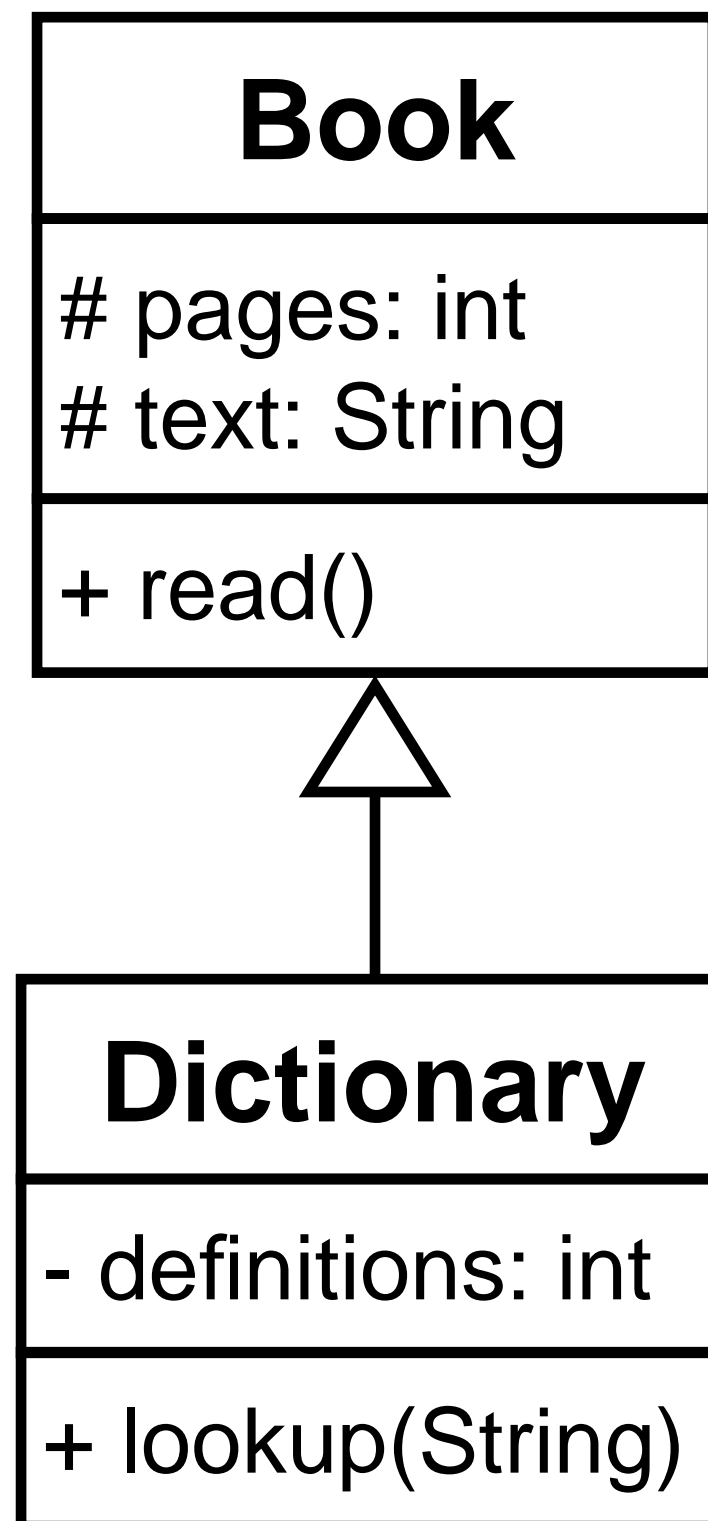 Book
# pages: int
# text: String
+ read()
Dictionary
- definitions: int
+ lookup(String)